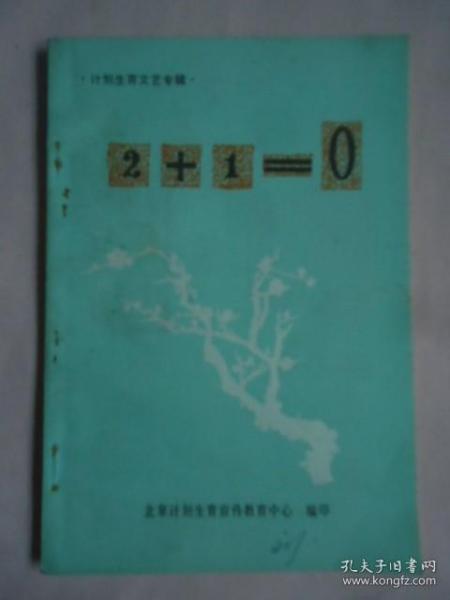 ·计划生育文艺专辑·
2+1=0
北京计划生育宣传教育中心 编印
孔夫子旧书网
www.kongfz.com